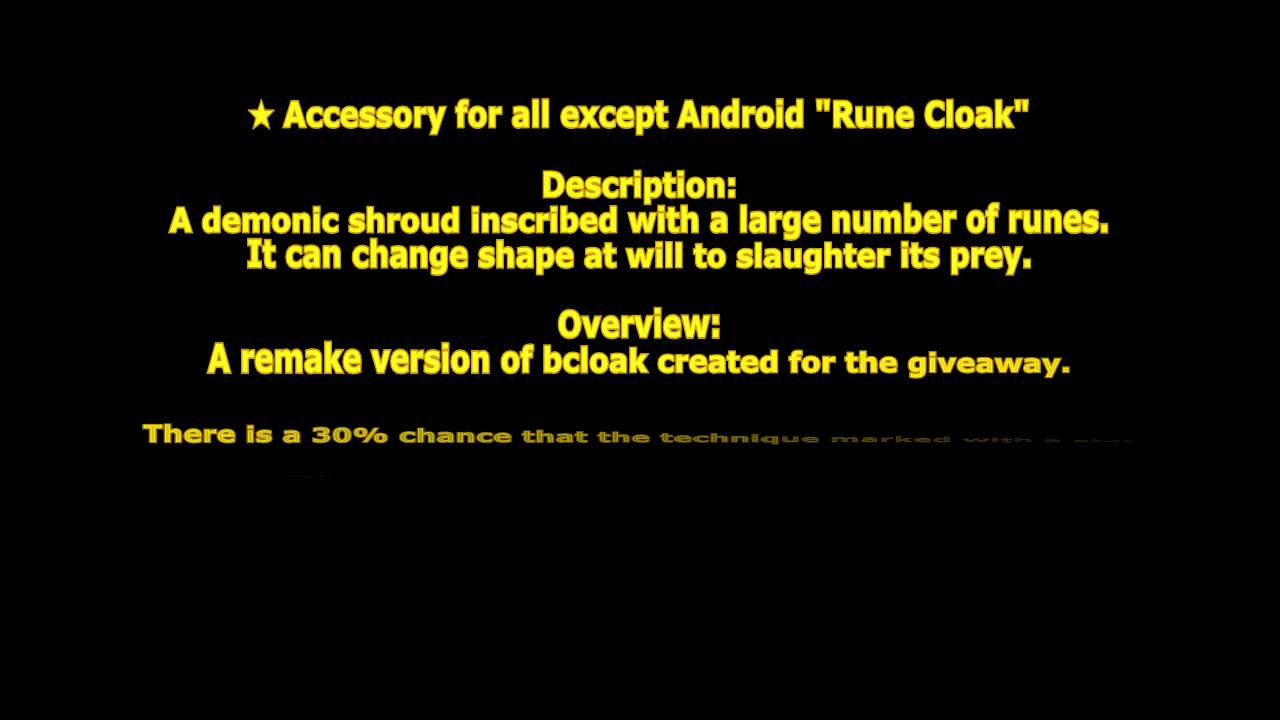 ★ Accessory for all except Android "Rune Cloak"
Description:
A demonic shroud inscribed with a large number of runes.
It can change shape at will to slaughter its prey.
Overview:
A remake version of bcloak created for the giveaway.
There is a 30% chance that the technique marked with a